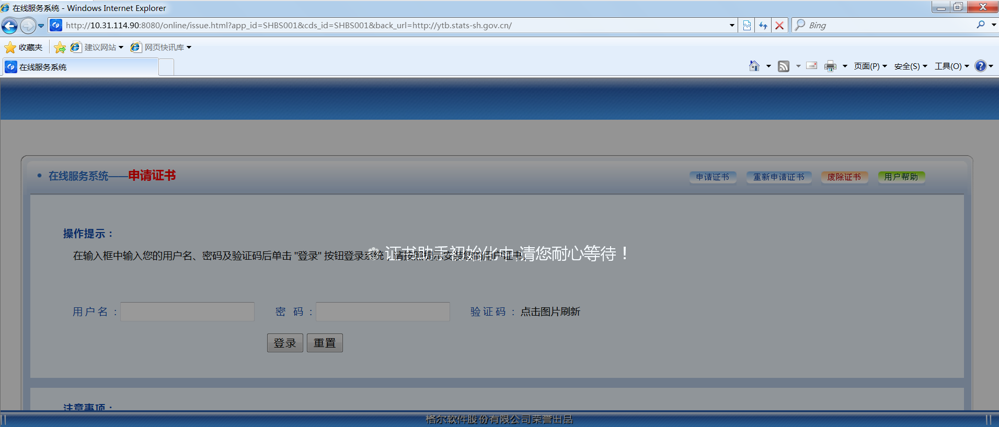 在线服务系统 - Windows Internet Explorer
http://10.31.114.90:8080/online/issue.html?app_id=SHBS001&cds_id=SHBS001&back_url=http://ytb.stats-sh.gov.cn/
Bing
收藏夹
建议网站
网页快讯库
在线服务系统
页面(P)
安全(S)
工具(O)
在线服务系统——申请证书
申请证书
重新申请证书
废除证书
用户帮助
操作提示：
在输入框中输入您的用户名、密码及验证码后单击 "登录" 按钮登录系统，请按照提示安装您的用户证书。
证书助手初始化中,请您耐心等待！
用户名：
密 码：
验证码：点击图片刷新
登录
重置
注意事项：
格尔软件股份有限公司荣誉出品